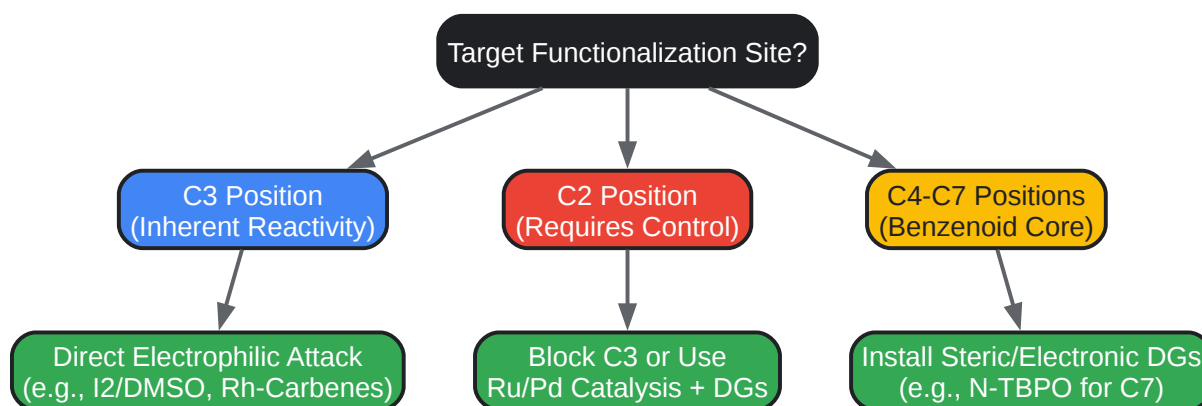 Target Functionalization Site?
C3 Position
(Inherent Reactivity)
C2 Position
(Requires Control)
C4-C7 Positions
(Benzenoid Core)
Direct Electrophilic Attack
(e.g., I2/DMSO, Rh-Carbenes)
Block C3 or Use
Ru/Pd Catalysis + DGs
Install Steric/Electronic DGs
(e.g., N-TBPO for C7)